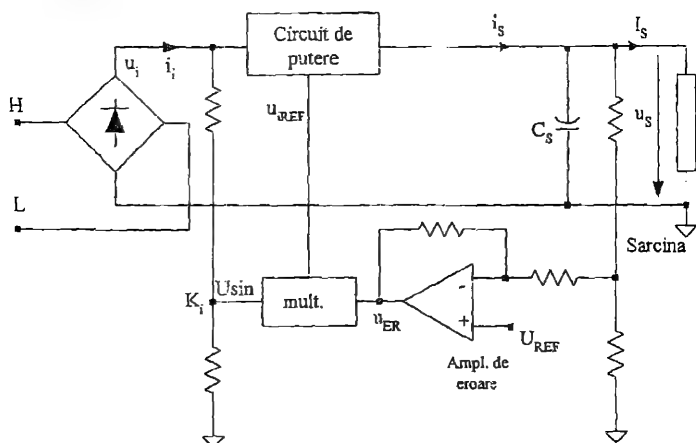 Circuit de
putere
u_i
i_i
i_s
I_s
H
u_iREF
C_s
u_s
L
Sarcina
K_i
Usin
mult.
u_ER
-
+
U_REF
Ampl. de
eroare